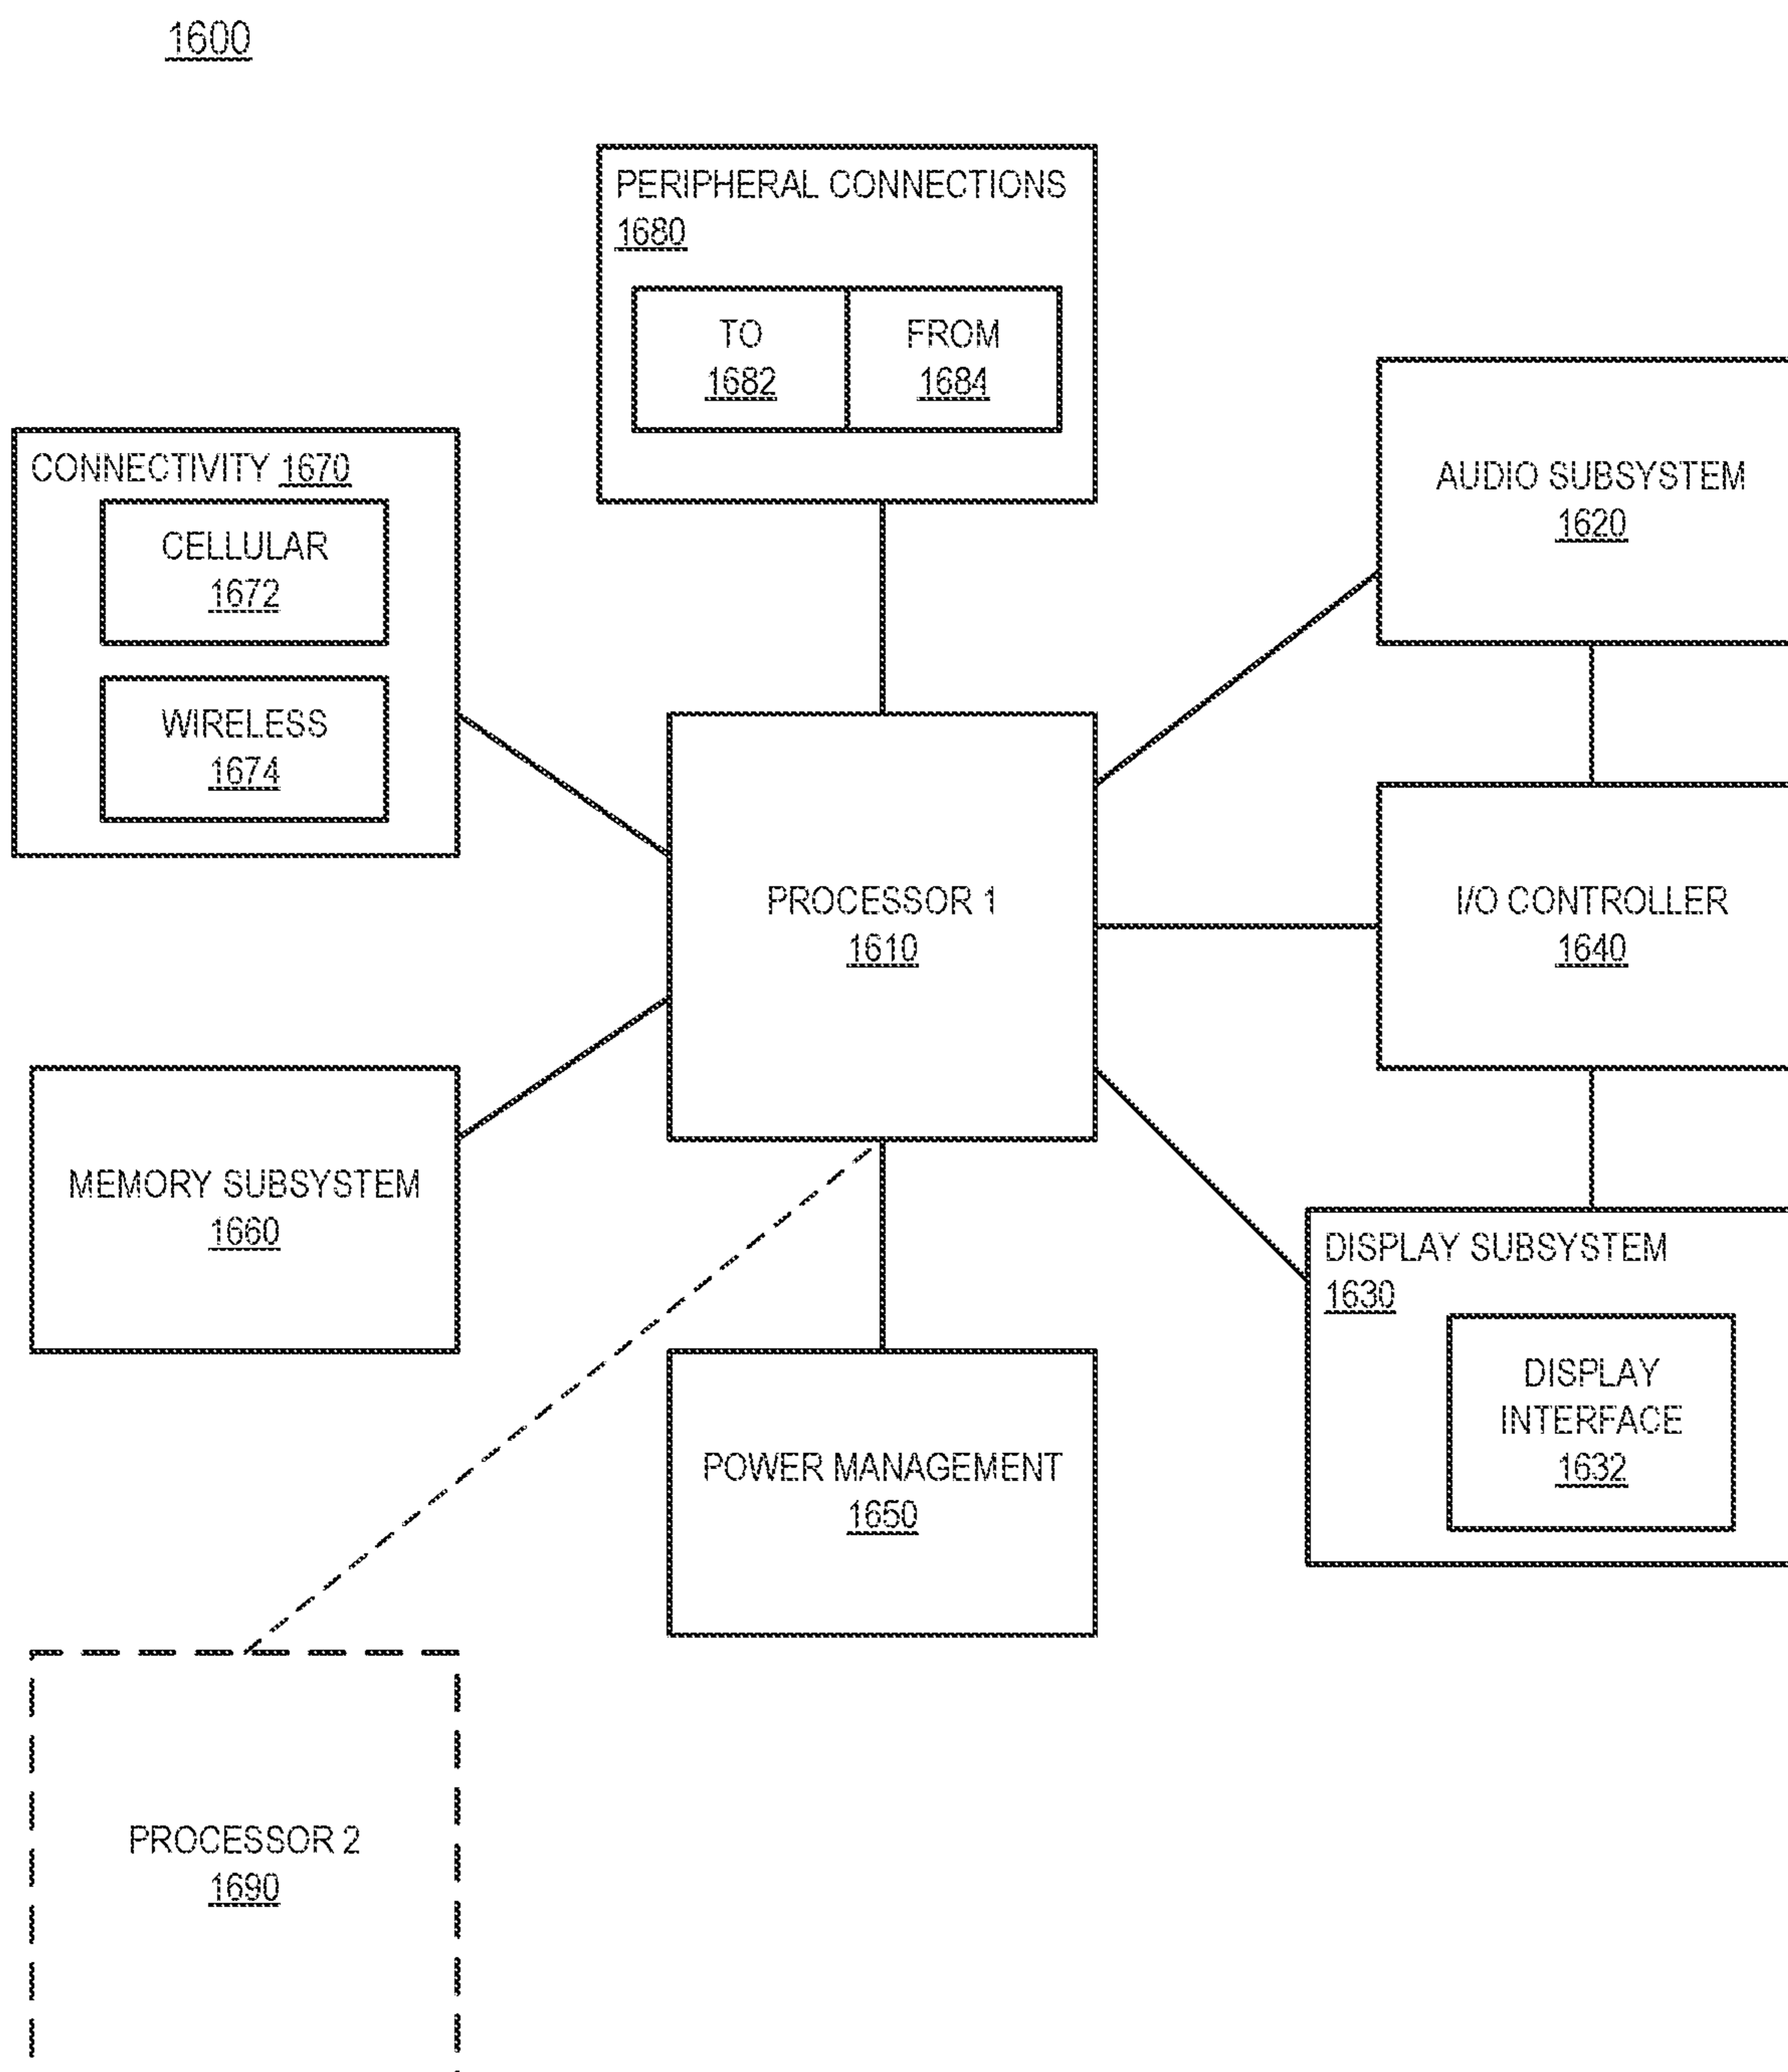 1600
PERIPHERAL CONNECTIONS
1680
TO
1682
FROM
1684
CONNECTIVITY 1670
CELLULAR
1672
WIRELESS
1674
AUDIO SUBSYSTEM
1620
PROCESSOR 1
1610
I/O CONTROLLER
1640
MEMORY SUBSYSTEM
1660
DISPLAY SUBSYSTEM
1630
DISPLAY
INTERFACE
1632
POWER MANAGEMENT
1650
PROCESSOR 2
1690